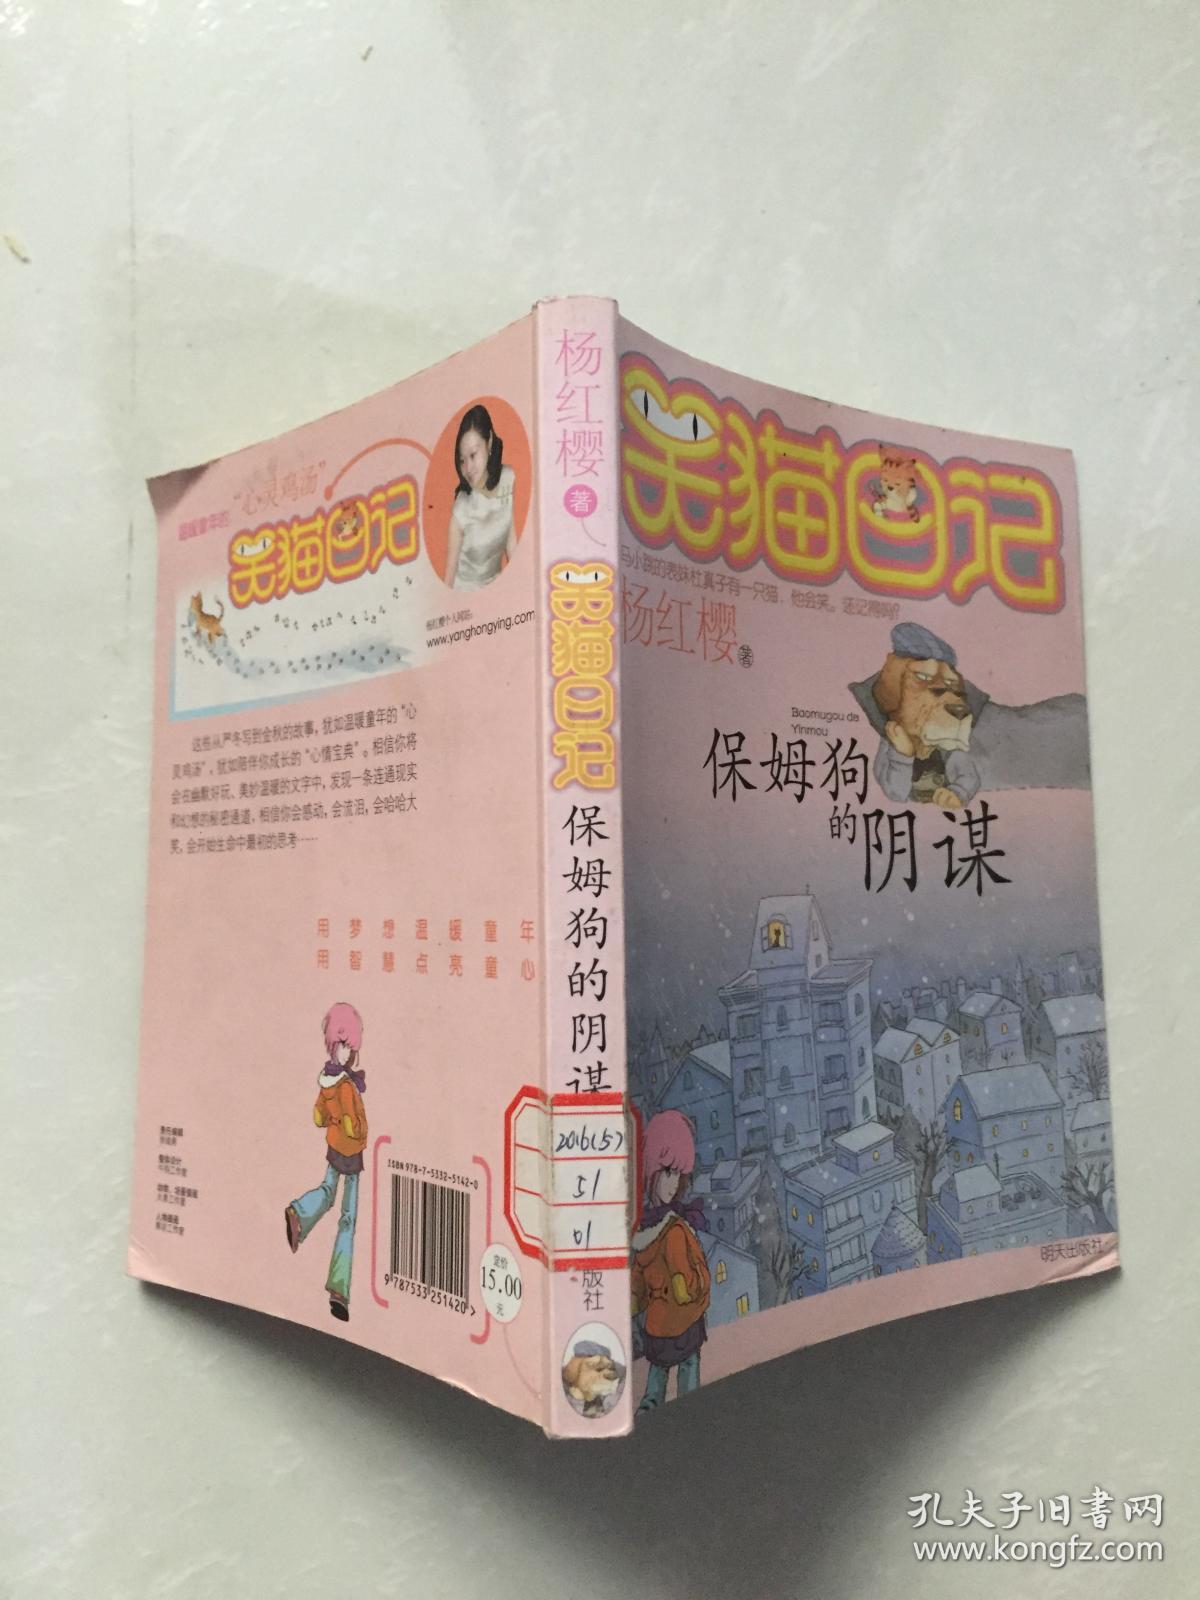 温暖童年的
“心灵鸡汤”
笑猫日记
杨红樱个人网站：
www.yanghongying.com
这些从严冬写到金秋的故事，犹如温暖童年的“心
灵鸡汤”，犹如陪伴你成长的“心情宝典”。相信你将
会在幽默好玩、美妙温暖的文字中，发现一条连通现实
和幻想的秘密通道，相信你会感动，会流泪，会哈哈大
笑，会开始生命中最初的思考……
用梦想温暖童年
用智慧点亮童心
责任编辑
整体设计
ISBN 978-7-5332-5142-0
9 787533 251420 >
定价
15.00
元
杨红樱
著
笑猫日记
保姆狗的阴谋
2016(5)
51
01
版社
笑猫日记
马小跳的表妹杜真子有一只猫，他会笑。还记得吗？
杨红樱 著
Baomugou de
Yinmou
保姆狗
的阴谋
明天出版社
孔夫子旧书网
www.kongfz.com